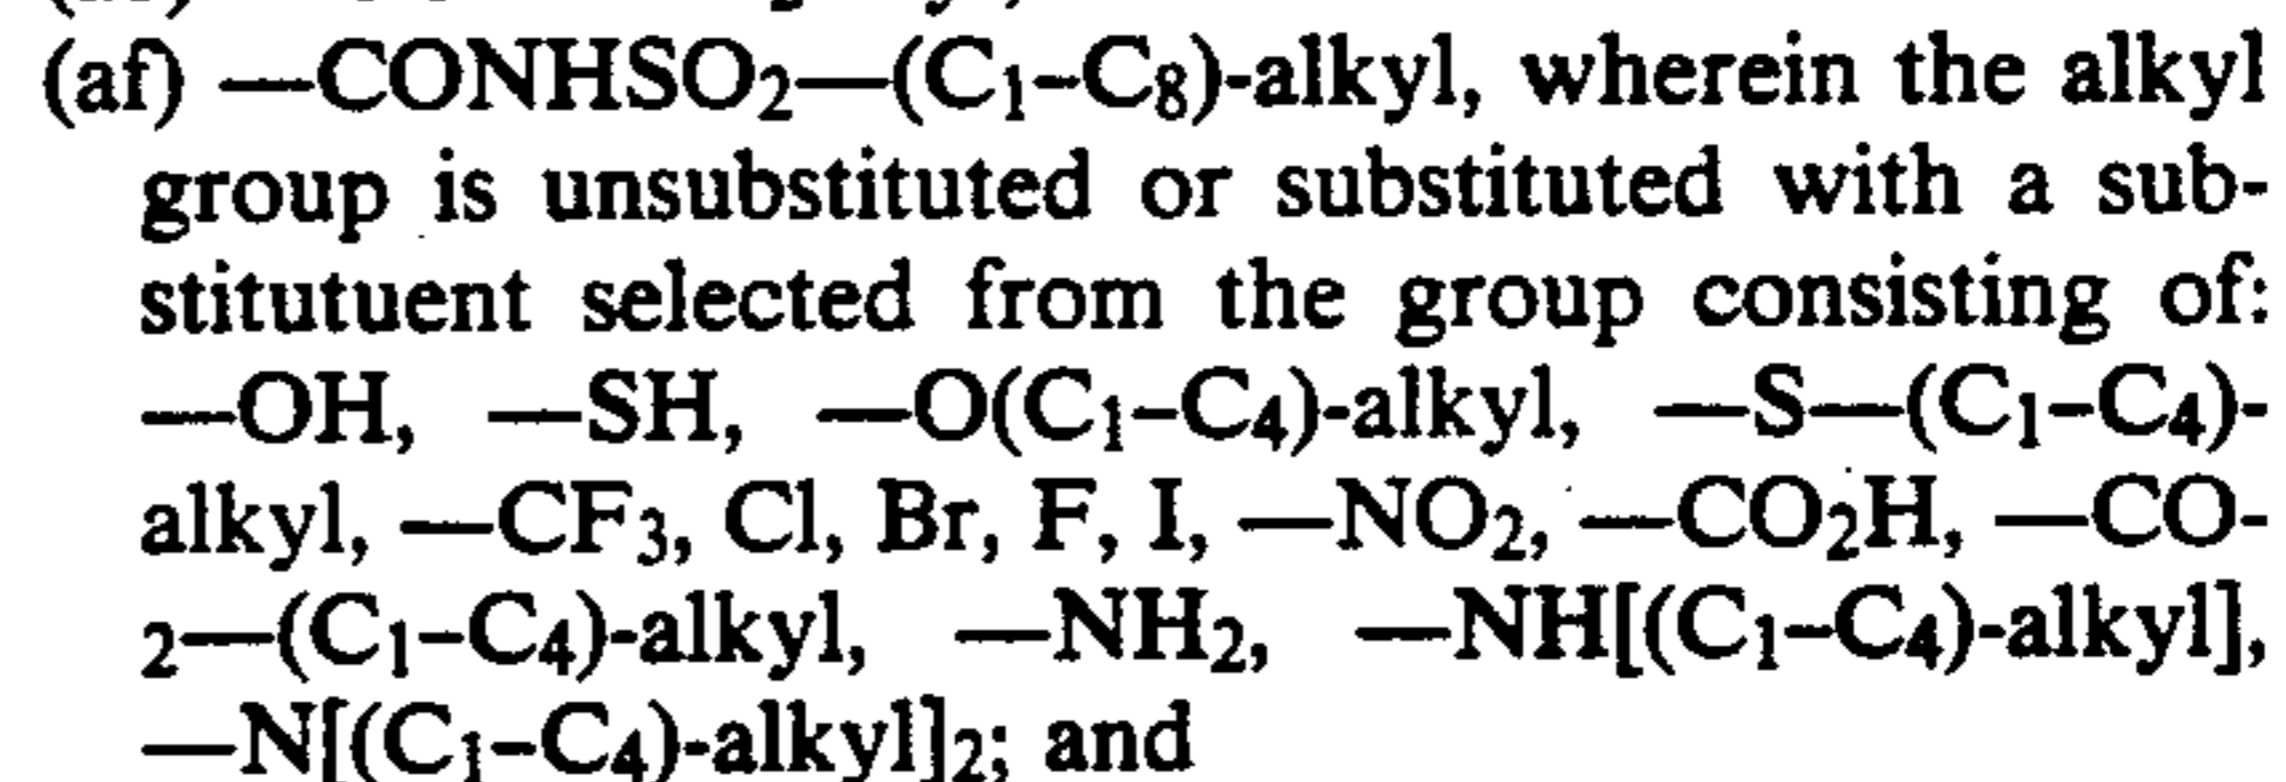 (af) —CONHSO₂—(C₁–C₈)-alkyl, wherein the alkyl
group is unsubstituted or substituted with a sub-
stitutuent selected from the group consisting of:
—OH, —SH, —O(C₁–C₄)-alkyl, —S—(C₁–C₄)-
alkyl, —CF₃, Cl, Br, F, I, —NO₂, —CO₂H, —CO-
₂—(C₁–C₄)-alkyl, —NH₂, —NH[(C₁–C₄)-alkyl],
—N[(C₁–C₄)-alkyl]₂; and